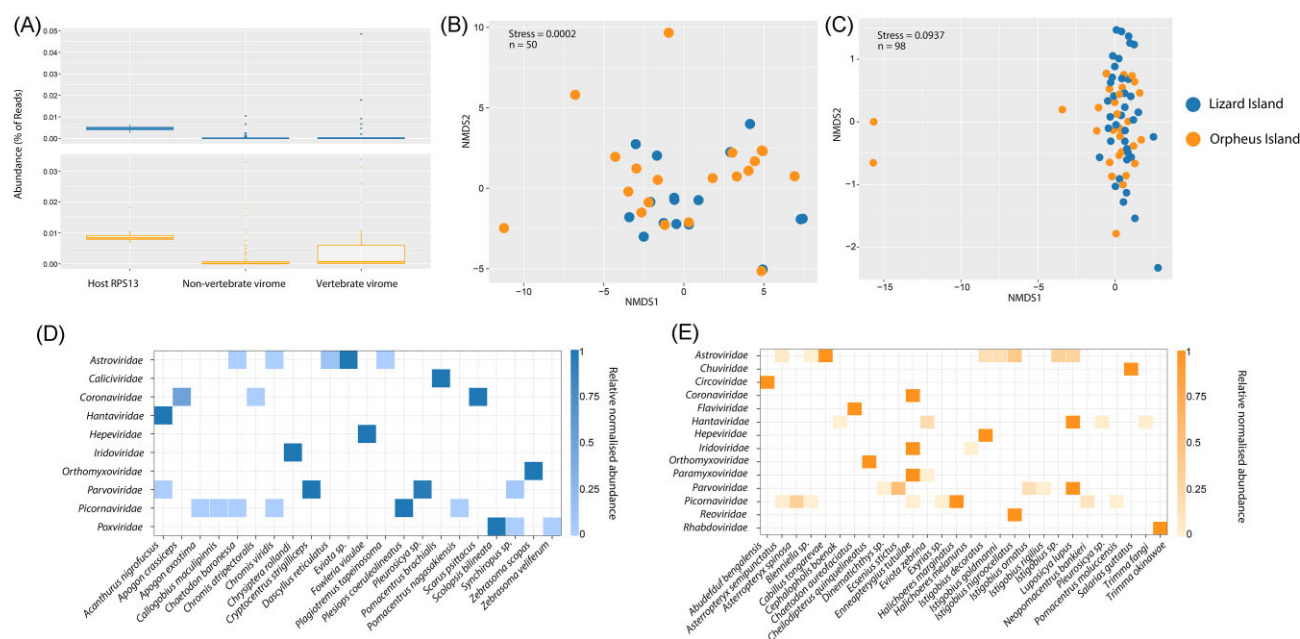 (A)
0.05
0.04
0.03
0.02
0.01
0.00
0.03
0.02
0.01
0.00
Abundance (% of Reads)
Host RPS13
Non-vertebrate virome
Vertebrate virome
(B)
Stress = 0.0002
n = 50
10
5
0
-5
NMDS2
-10
-5
0
5
NMDS1
(C)
Stress = 0.0937
n = 98
1
0
-1
-2
NMDS2
-15
-10
-5
0
NMDS1
Lizard Island
Orpheus Island
(D)
Astroviridae
Caliciviridae
Coronaviridae
Hantaviridae
Hepeviridae
Iridoviridae
Orthomyxoviridae
Parvoviridae
Picornaviridae
Poxviridae
Acanthurus nigrofucsus
Apogon crassiceps
Apogon exostima
Callogobius maculipinnis
Chaetodon baronessa
Chromis atripectoralis
Chromis viridis
Chrysiptera rollandi
Cryptocentrus strigilliceps
Dascyllus reticulatus
Eviota sp.
Fowleria vaiulae
Plagiotremus tapeinosoma
Plesiops coeruleolineatus
Pleurosicya sp.
Pomacentrus brachialis
Pomacentrus nagasakiensis
Scarus psittacus
Scolopsis bilineata
Synchiropus sp.
Zebrasoma scopas
Zebrasoma veliferum
1
0.75
0.50
0.25
0
Relative normalised abundance
(E)
Astroviridae
Chuviridae
Circoviridae
Coronaviridae
Flaviviridae
Hantaviridae
Hepeviridae
Iridoviridae
Orthomyxoviridae
Paramyxoviridae
Parvoviridae
Picornaviridae
Reoviridae
Rhabdoviridae
Abudefduf bengalensis
Asterropteryx semipunctatus
Asterropteryx spinosa
Blenniella sp.
Cabillus tongarevae
Cephalopholis boenak
Chaetodon aureofasciatus
Cheilodipterus quinquelineatus
Dinematichthys sp.
Ecsenius stictus
Enneapterygius tutuilae
Eviota zebrina
Exyrias sp.
Halichoeres melanurus
Istigobius decoratus
Istigobius goldmanni
Istigobius nigroocellatus
Istigobius ornatus
Istigobius rigilius
Istigobius sp.
Luposicya lupus
Neopomacentrus bankieri
Pleurosicya sp.
Pomacentrus moluccensis
Salarias guttatus
Trimma fangi
Trimma okinawae
1
0.75
0.50
0.25
0
Relative normalised abundance